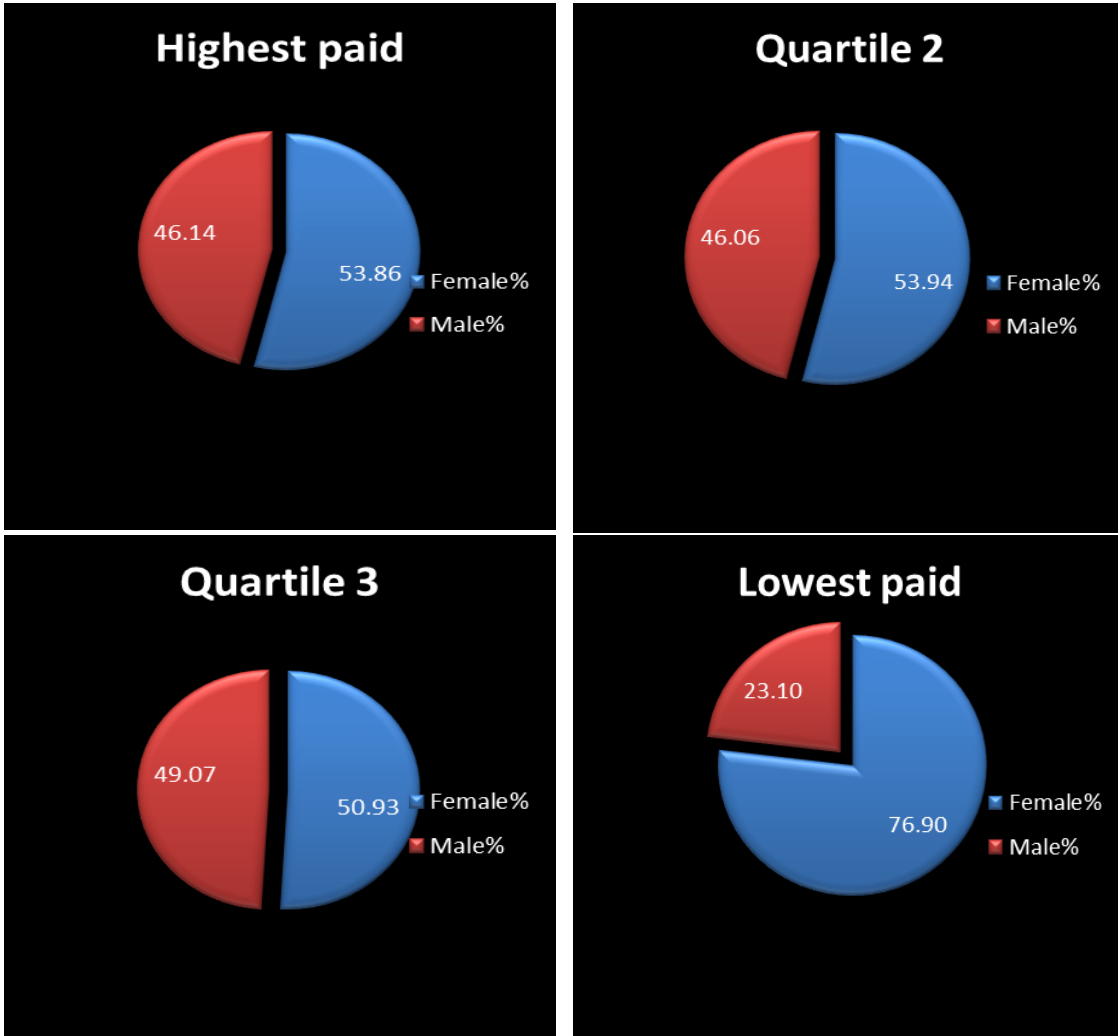 Highest paid
46.14
53.86
Female%
Male%
Quartile 2
46.06
53.94
Female%
Male%
Quartile 3
49.07
50.93
Female%
Male%
Lowest paid
23.10
76.90
Female%
Male%